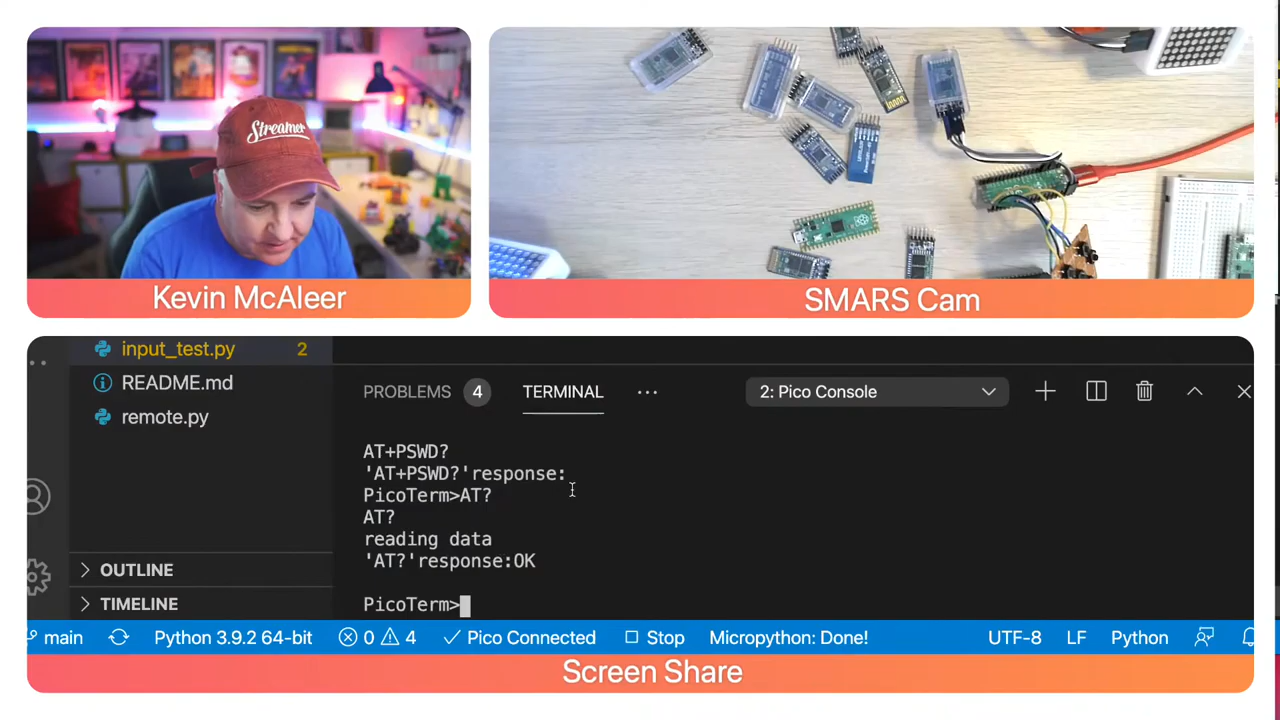 Streamer
Kevin McAleer
SMARS Cam
input_test.py 2
README.md
remote.py
OUTLINE
TIMELINE
PROBLEMS 4 TERMINAL ··· 2: Pico Console
AT+PSWD?
'AT+PSWD?'response:
PicoTerm>AT?
AT?
reading data
'AT?'response:OK
PicoTerm>
main Python 3.9.2 64-bit 0 4 Pico Connected Stop Micropython: Done! UTF-8 LF Python
Screen Share